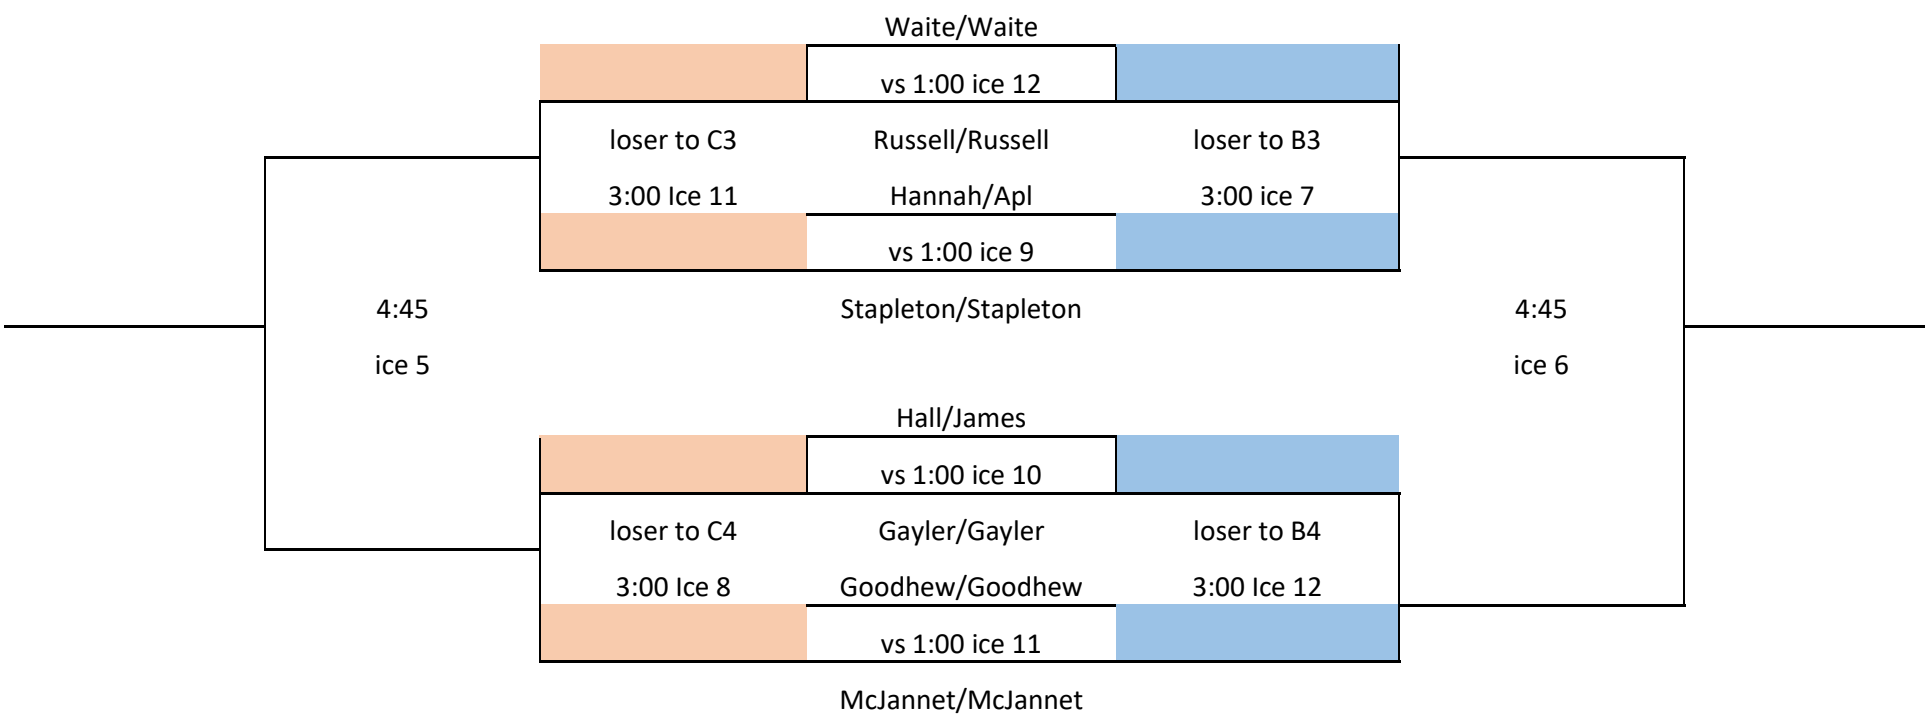 Waite/Waite
vs 1:00 ice 12
loser to C3 Russell/Russell loser to B3
3:00 Ice 11 Hannah/Apl 3:00 ice 7
vs 1:00 ice 9
4:45 Stapleton/Stapleton 4:45
ice 5 ice 6
Hall/James
vs 1:00 ice 10
loser to C4 Gayler/Gayler loser to B4
3:00 Ice 8 Goodhew/Goodhew 3:00 Ice 12
vs 1:00 ice 11
McJannet/McJannet